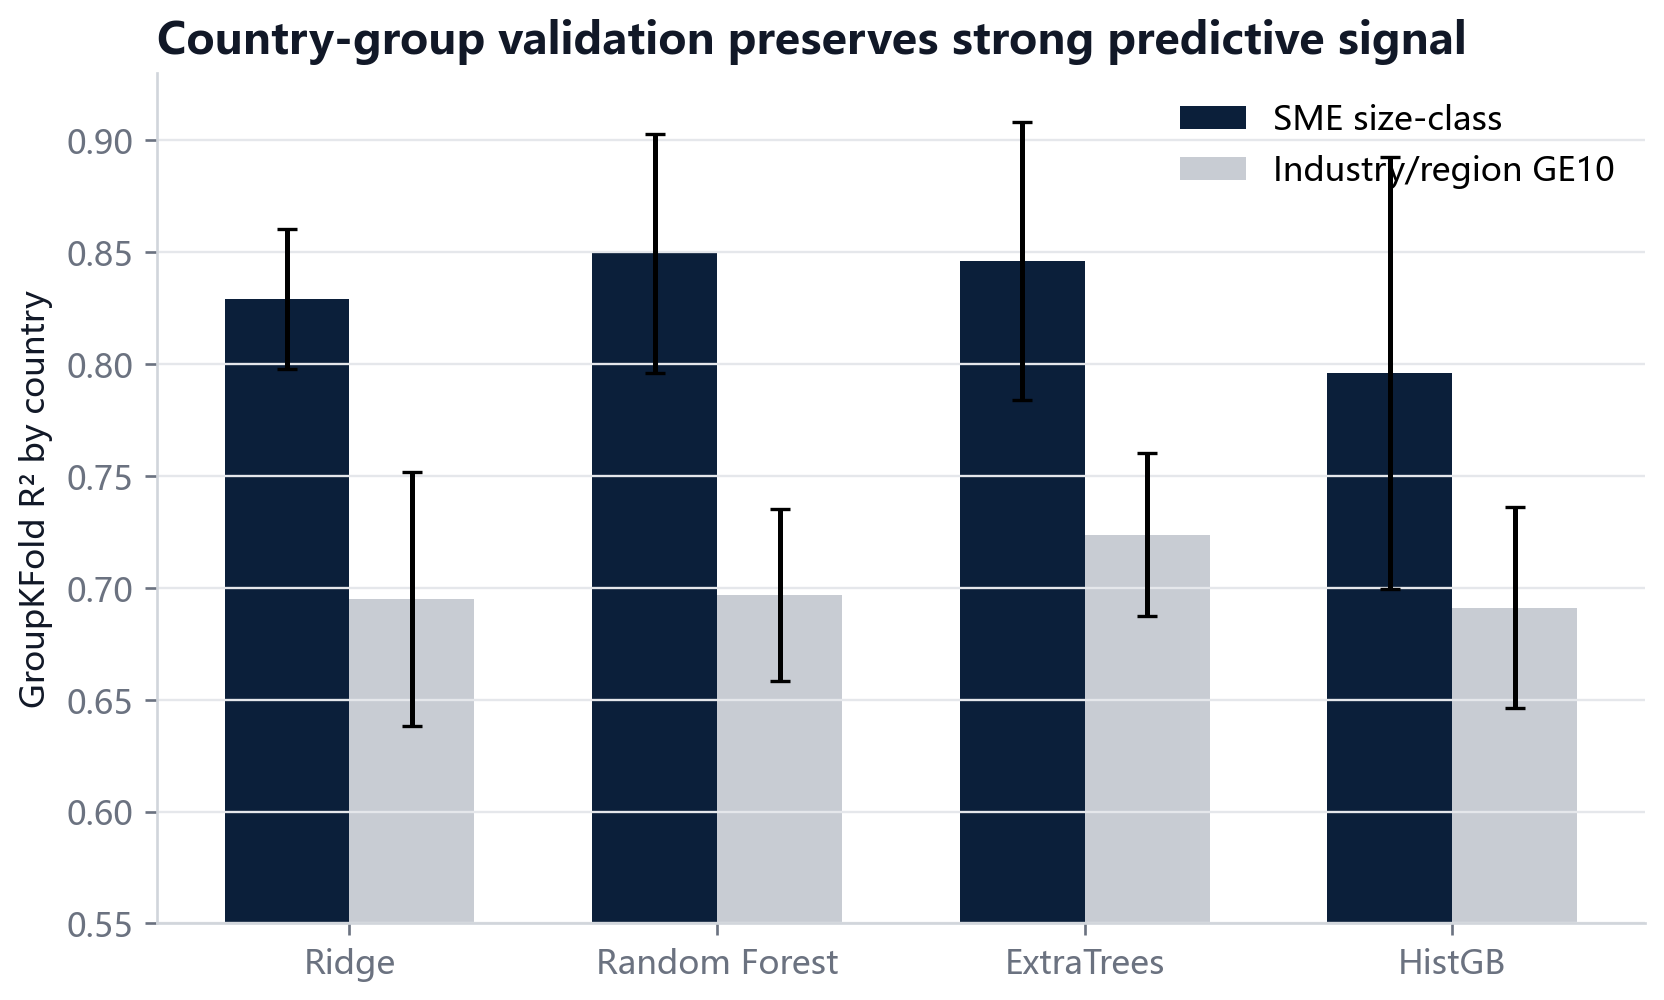 Country-group validation preserves strong predictive signal
SME size-class
Industry/region GE10
GroupKFold R² by country
0.90
0.85
0.80
0.75
0.70
0.65
0.60
0.55
Ridge
Random Forest
ExtraTrees
HistGB